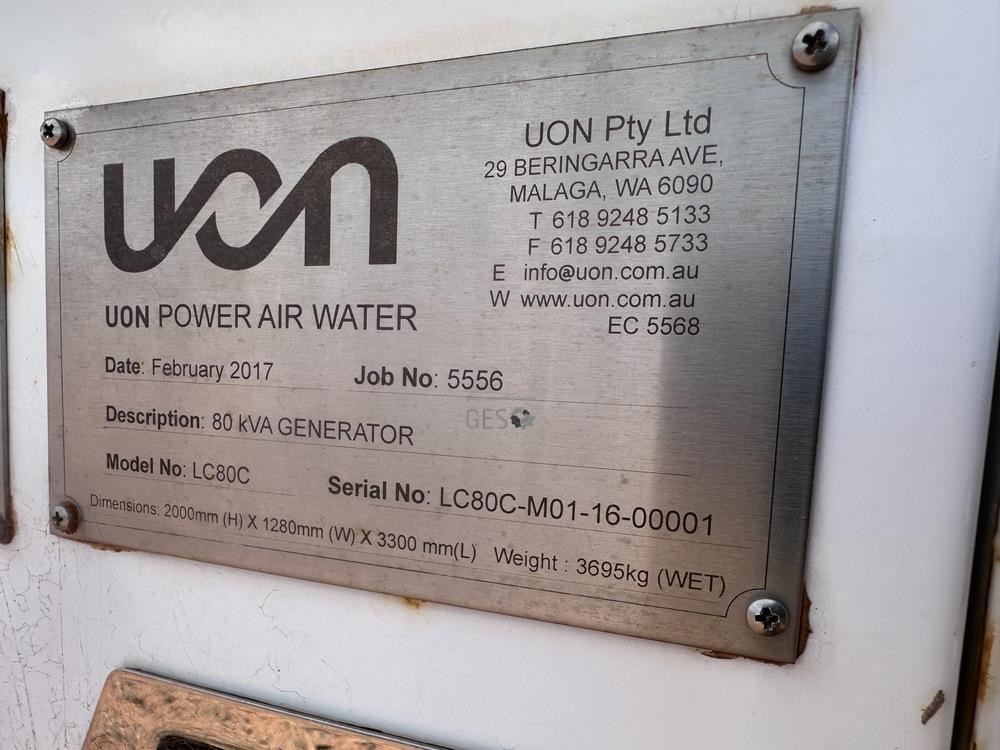 uon
UON POWER AIR WATER
UON Pty Ltd
29 BERINGARRA AVE,
MALAGA, WA 6090
T 618 9248 5133
F 618 9248 5733
E info@uon.com.au
W www.uon.com.au
EC 5568
Date: February 2017
Job No: 5556
GES
Description: 80 kVA GENERATOR
Model No: LC80C
Serial No: LC80C-M01-16-00001
Dimensions: 2000mm (H) X 1280mm (W) X 3300 mm(L) Weight : 3695kg (WET)